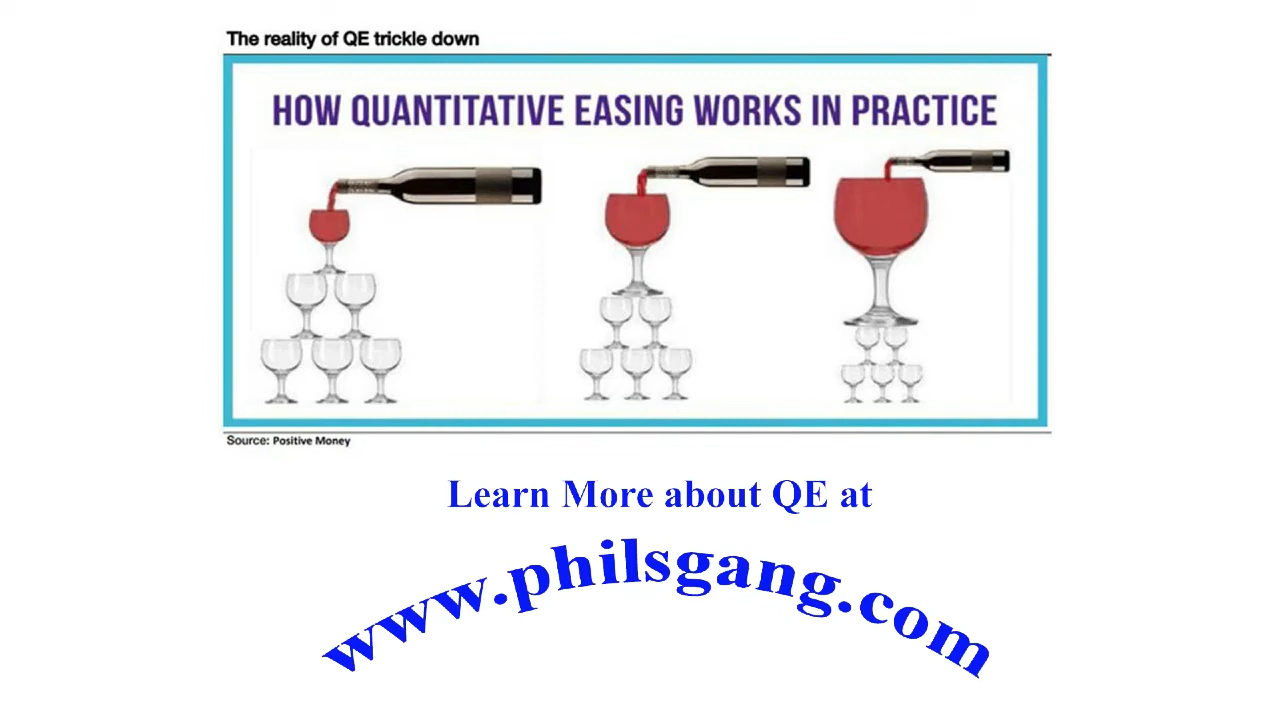 The reality of QE trickle down
HOW QUANTITATIVE EASING WORKS IN PRACTICE
Source: Positive Money
Learn More about QE at
www.philsgang.com